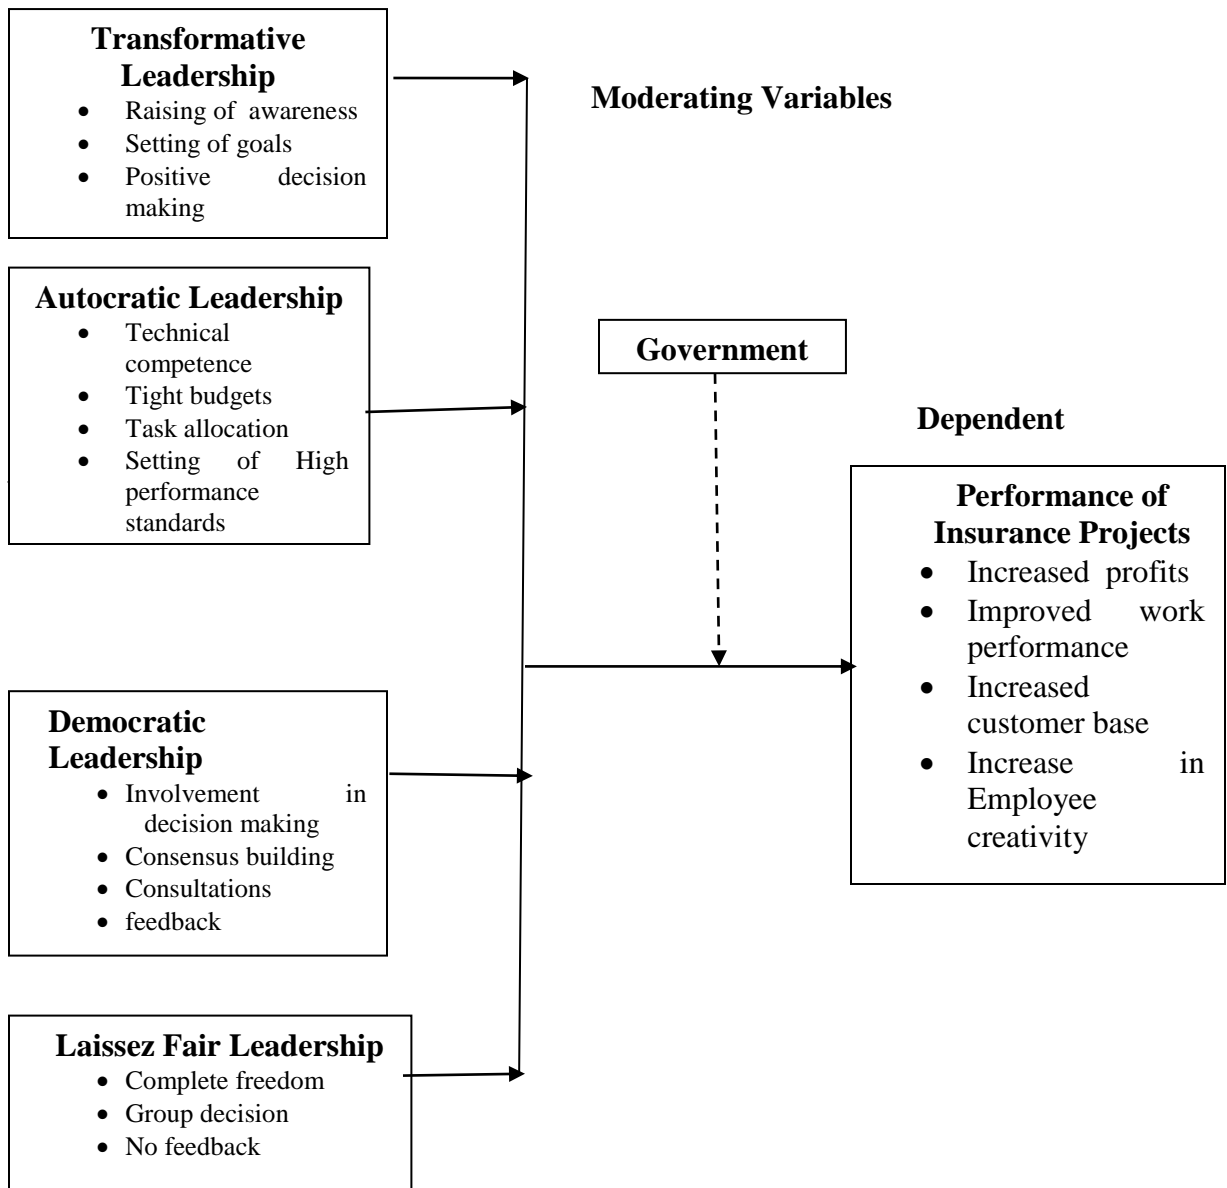 Transformative
Leadership
• Raising of awareness
• Setting of goals
• Positive decision
making
Moderating Variables
Autocratic Leadership
• Technical
competence
• Tight budgets
• Task allocation
• Setting of High
performance
standards
Government
Dependent
Performance of
Insurance Projects
• Increased profits
• Improved work
performance
• Increased
customer base
• Increase in
Employee
creativity
Democratic
Leadership
• Involvement in
decision making
• Consensus building
• Consultations
• feedback
Laissez Fair Leadership
• Complete freedom
• Group decision
• No feedback